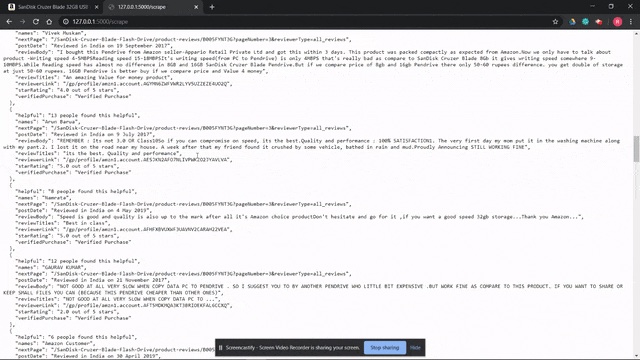 SanDisk Cruzer Blade 32GB USB
127.0.0.1:5000/scrape
127.0.0.1:5000/scrape
"names": "Vivek Muskan",
"nextPage": "/SanDisk-Cruzer-Blade-Flash-Drive/product-reviews/B005FYNT3G?pageNumber=3&reviewerType=all_reviews",
"postDate": "Reviewed in India on 19 September 2017",
"reviewBody": "I bought this Pendrive from Amazon seller-Appario Retail Private Ltd and got this within 3 days. This product was packed compactly as expected from Amazon.Now we only have to talk about
product -Writing speed 4-5MBPSReading speed 15-18MBPSIt's writing speed(from PC to Pendrive) is only 4MBPS that's really bad as compare to SanDisk Cruzer Blade 8GB it gives writing speed somewhere 9-
10MBPS.While Reading speed has almost no difference in 8GB and 16GB SanDisk Cruzer Blade Pendrive.But if we compare price of 8gb and 16gb Pendrive there only 50-60 rupees difference. you get double of storage
at just 50-60 rupees. 16GB Pendrive is better buy if we compare price and Value 4 money",
"reviewTitles": "An amazing Value for money product",
"starRating": "4.0 out of 5 stars",
"verifiedPurchase": "Verified Purchase"
},
{
"helpful": "13 people found this helpful",
"names": "Arun Barua",
"nextPage": "/SanDisk-Cruzer-Blade-Flash-Drive/product-reviews/B005FYNT3G?pageNumber=3&reviewerType=all_reviews",
"postDate": "Reviewed in India on 9 July 2017",
"reviewBody": "REMEMBER : Its not 3.0 OR Class10So if you can compromise on speed, its the best.Quality and performance : 100% SATISFACTION1. The very first day my mom put it in the washing machine along
with my pant.2. I lost it on the road near my house. A week after that my friend found it crushed by some vehicle, bathed in rain and mud.Proudly Announcing STILL WORKING FINE",
"reviewTitles": "Its the best. Quality and performance",
"starRating": "5.0 out of 5 stars",
"verifiedPurchase": "Verified Purchase"
},
{
"helpful": "8 people found this helpful",
"names": "Namrata",
"nextPage": "/SanDisk-Cruzer-Blade-Flash-Drive/product-reviews/B005FYNT3G?pageNumber=3&reviewerType=all_reviews",
"postDate": "Reviewed in India on 4 May 2019",
"reviewBody": "Speed is good and quality is also up to the mark after all it's Amazon choice productDon't hesitate and go for it ,if you want a good speed 32gb storage...Thank you Amazon...",
"reviewTitles": "Best in class",
"starRating": "5.0 out of 5 stars",
"verifiedPurchase": "Verified Purchase"
},
{
"helpful": "12 people found this helpful",
"names": "GAURAV KUMAR",
"nextPage": "/SanDisk-Cruzer-Blade-Flash-Drive/product-reviews/B005FYNT3G?pageNumber=3&reviewerType=all_reviews",
"postDate": "Reviewed in India on 21 November 2017",
"reviewBody": "NOT GOOD AT ALL VERY SLOW WHEN COPY DATA PC TO PENDRIVE . SO I SUGGEST YOU TO BY ANOTHER PENDRIVE WHO LITTLE BIT EXPENSIVE .BUT WORK FINE AS COMPARE TO THIS PRODUCT. IF YOU WANT TO SHARE OR
KEEP SMALL FILES YOU CAN (BECAUSE THIS PENDRIVE CHEAPER THAN OTHER ONES)",
"reviewTitles": "NOT GOOD AT ALL VERY SLOW WHEN COPY DATA PC TO ...",
"starRating": "2.0 out of 5 stars",
"verifiedPurchase": "Verified Purchase"
},
{
"helpful": "6 people found this helpful",
"names": "Amazon Customer",
"nextPage": "/SanDisk-Cruzer-Blade-Flash-Drive/product-reviews/B005FYNT3G?pageNumber=3&reviewerType=all_reviews",
"postDate": "Reviewed in India on 30 April 2019",
Screencastify - Screen Video Recorder is sharing your screen.
Stop sharing
Hide